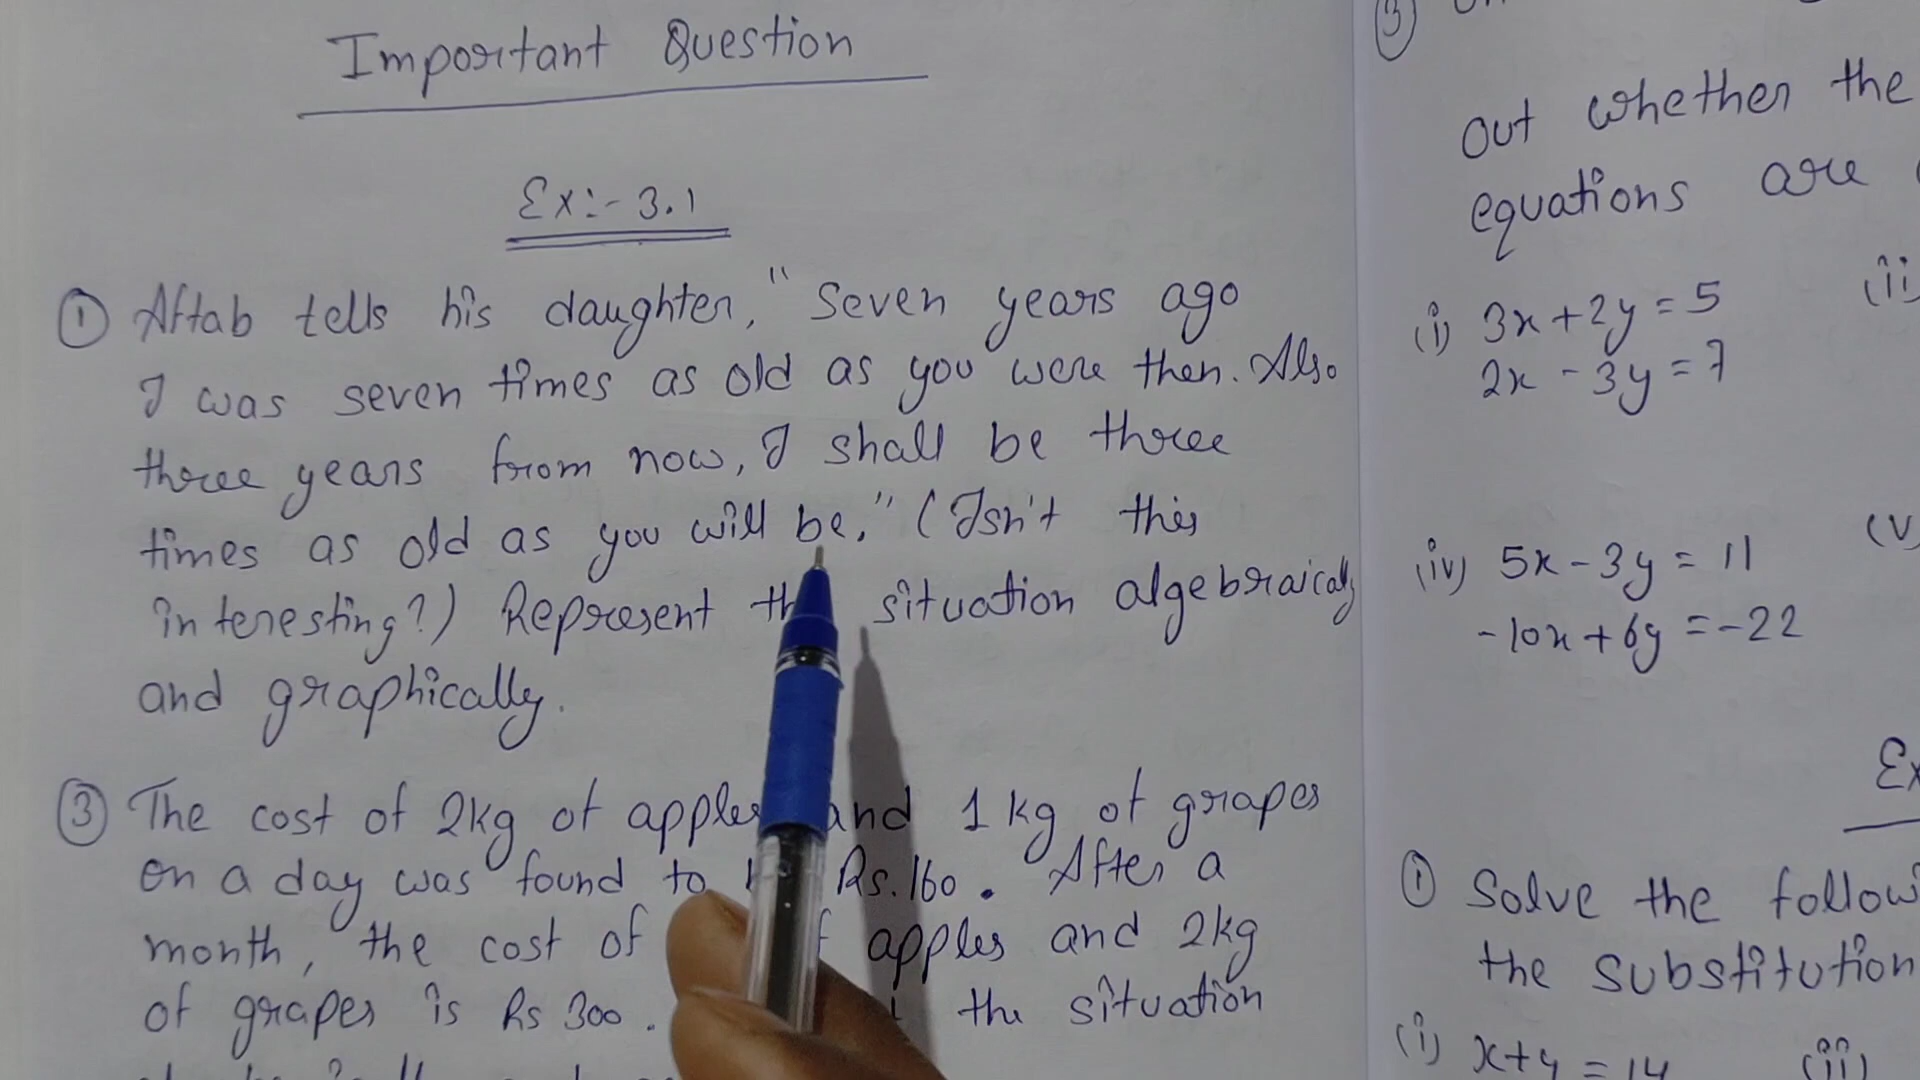 Important Question
Ex:- 3.1
① Aftab tells his daughter, "Seven years ago
I was seven times as old as you were then. Also
three years from now, I shall be three
times as old as you will be." (Isn't this
interesting?) Represent situation algebraically
and graphically.
③ The cost of 2kg of apples and 1 kg of grapes
on a day was found to Rs. 160. After a
month, the cost of apples and 2kg
of grapes is Rs 300. the situation
③
out whether the
equations are
(i) 3x + 2y = 5
2x - 3y = 7
(ii
(iv) 5x - 3y = 11
-10x + 6y = -22
(v
Ex
① Solve the follow
the substitution
(i) x + y = 14
(ii)